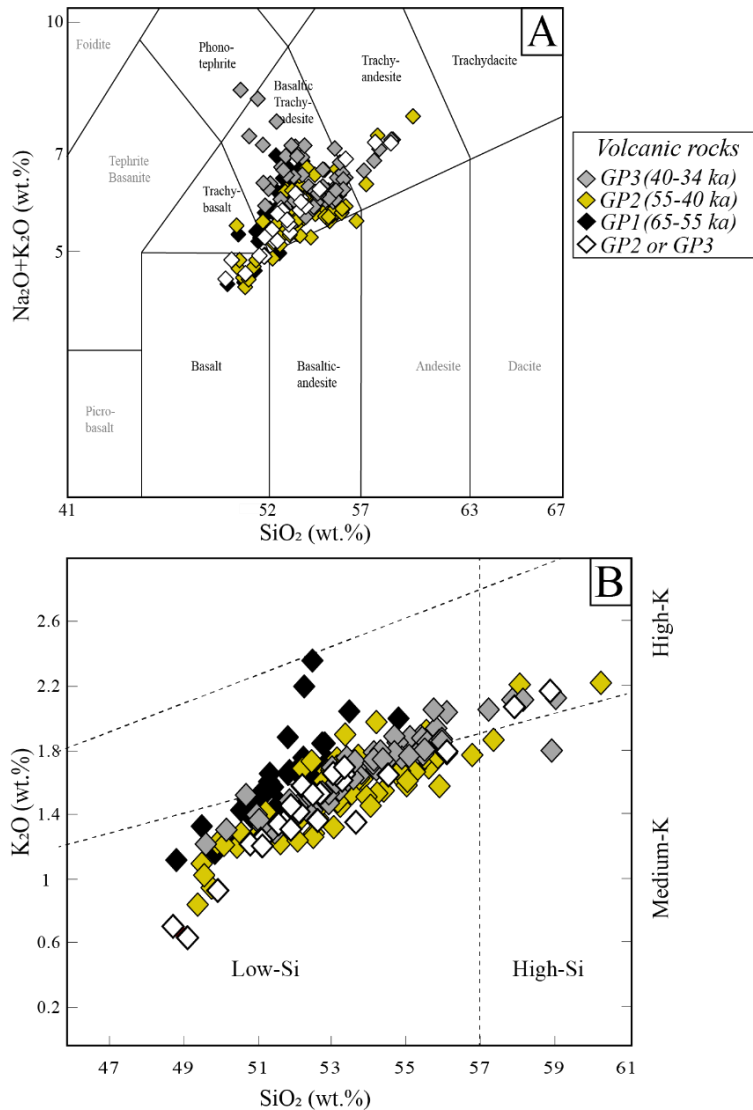 10
7
5
Na₂O+K₂O (wt.%)
A
Foidite
Phono-
tephrite
Trachy-
andesite
Trachydacite
Basaltic
Trachy-
andesite
Tephrite
Basanite
Trachy-
basalt
Basalt
Basaltic-
andesite
Andesite
Dacite
Picro-
basalt
41
52
57
63
67
SiO₂ (wt.%)
Volcanic rocks
GP3 (40-34 ka)
GP2 (55-40 ka)
GP1 (65-55 ka)
GP2 or GP3
B
2.6
2.2
1.8
1.4
1
0.6
0.2
K₂O (wt.%)
High-K
Medium-K
Low-Si
High-Si
47
49
51
53
55
57
59
61
SiO₂ (wt.%)